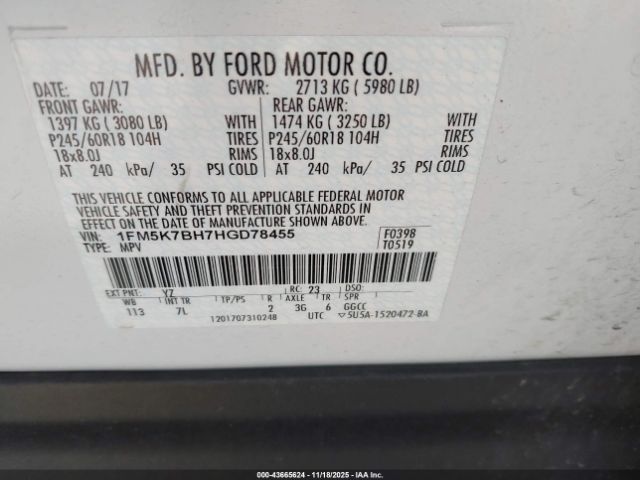 MFD. BY FORD MOTOR CO.
DATE: 07/17 GVWR: 2713 KG ( 5980 LB)
FRONT GAWR: REAR GAWR:
1397 KG ( 3080 LB) WITH 1474 KG ( 3250 LB) WITH
P245/60R18 104H TIRES P245/60R18 104H TIRES
18x8.0J RIMS 18x8.0J RIMS
AT 240 kPa/ 35 PSI COLD AT 240 kPa/ 35 PSI COLD
THIS VEHICLE CONFORMS TO ALL APPLICABLE FEDERAL MOTOR
VEHICLE SAFETY AND THEFT PREVENTION STANDARDS IN
EFFECT ON THE DATE OF MANUFACTURE SHOWN ABOVE.
VIN: 1FM5K7BH7HGD78455 F0398
TYPE: MPV T0519
EXT PNT: YZ RC: 23 DSO:
WB INT TR TP/PS R AXLE TR SPR
113 7L 2 3G 6 GGCC
1201707310248 UTC ▽5U5A-1520472-BA
000-43665624 | 11/18/2025 - IAA Inc.